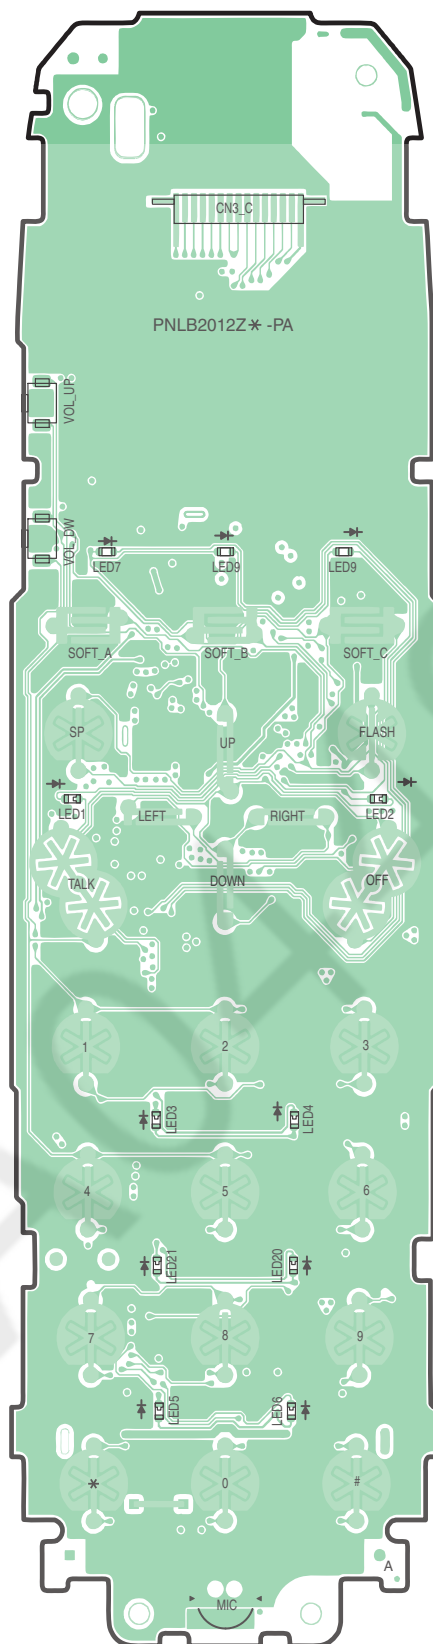 CN3_C
PNLB2012Z* -PA
VOL_UP
VOL_DW
LED7 LED9 LED9
SOFT_A SOFT_B SOFT_C
SP UP FLASH
LED1 LED2
LEFT RIGHT
TALK DOWN OFF
1 2 3
LED3 LED4
4 5 6
LED21 LED20
7 8 9
LED5 LED6
* 0 #
A
MIC